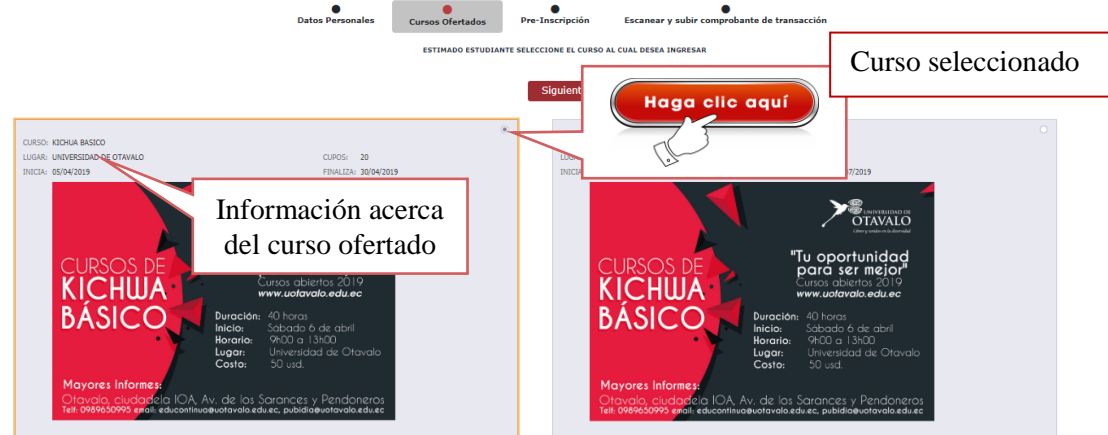 Datos Personales
Cursos Ofertados
Pre-Inscripción
Escanear y subir comprobante de transacción
ESTIMADO ESTUDIANTE SELECCIONE EL CURSO AL CUAL DESEA INGRESAR
Curso seleccionado
Haga clic aquí
CURSO: KICHUA BASICO
LUGAR: UNIVERSIDAD DE OTAVALO
CUPOS: 20
INICIA: 05/04/2019
FINALIZA: 30/04/2019
Información acerca
del curso ofertado
CURSOS DE
KICHWA
BÁSICO
Cursos abiertos 2019
www.uotavalo.edu.ec
Duración: 40 horas
Inicio: Sábado 6 de abril
Horario: 9h00 a 13h00
Lugar: Universidad de Otavalo
Costo: 50 usd.
Mayores Informes:
Otavalo, ciudadela IOA, Av. de los Sarances y Pendoneros
Telf: 0989650995 email: educontinua@uotavalo.edu.ec, pubidia@uotavalo.edu.ec
UNIVERSIDAD DE
OTAVALO
Libres y unidos en la diversidad
"Tu oportunidad
para ser mejor"
Cursos abiertos 2019
www.uotavalo.edu.ec
CURSOS DE
KICHWA
BÁSICO
Duración: 40 horas
Inicio: Sábado 6 de abril
Horario: 9h00 a 13h00
Lugar: Universidad de Otavalo
Costo: 50 usd.
Mayores Informes:
Otavalo, ciudadela IOA, Av. de los Sarances y Pendoneros
Telf: 0989650995 email: educontinua@uotavalo.edu.ec, pubidia@uotavalo.edu.ec